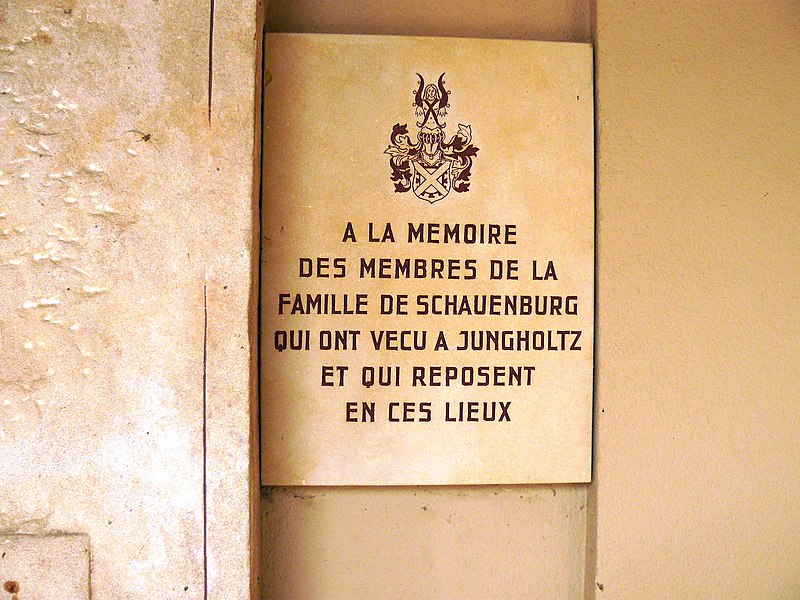 A LA MEMOIRE
DES MEMBRES DE LA
FAMILLE DE SCHAUENBURG
QUI ONT VECU A JUNGHOLTZ
ET QUI REPOSENT
EN CES LIEUX